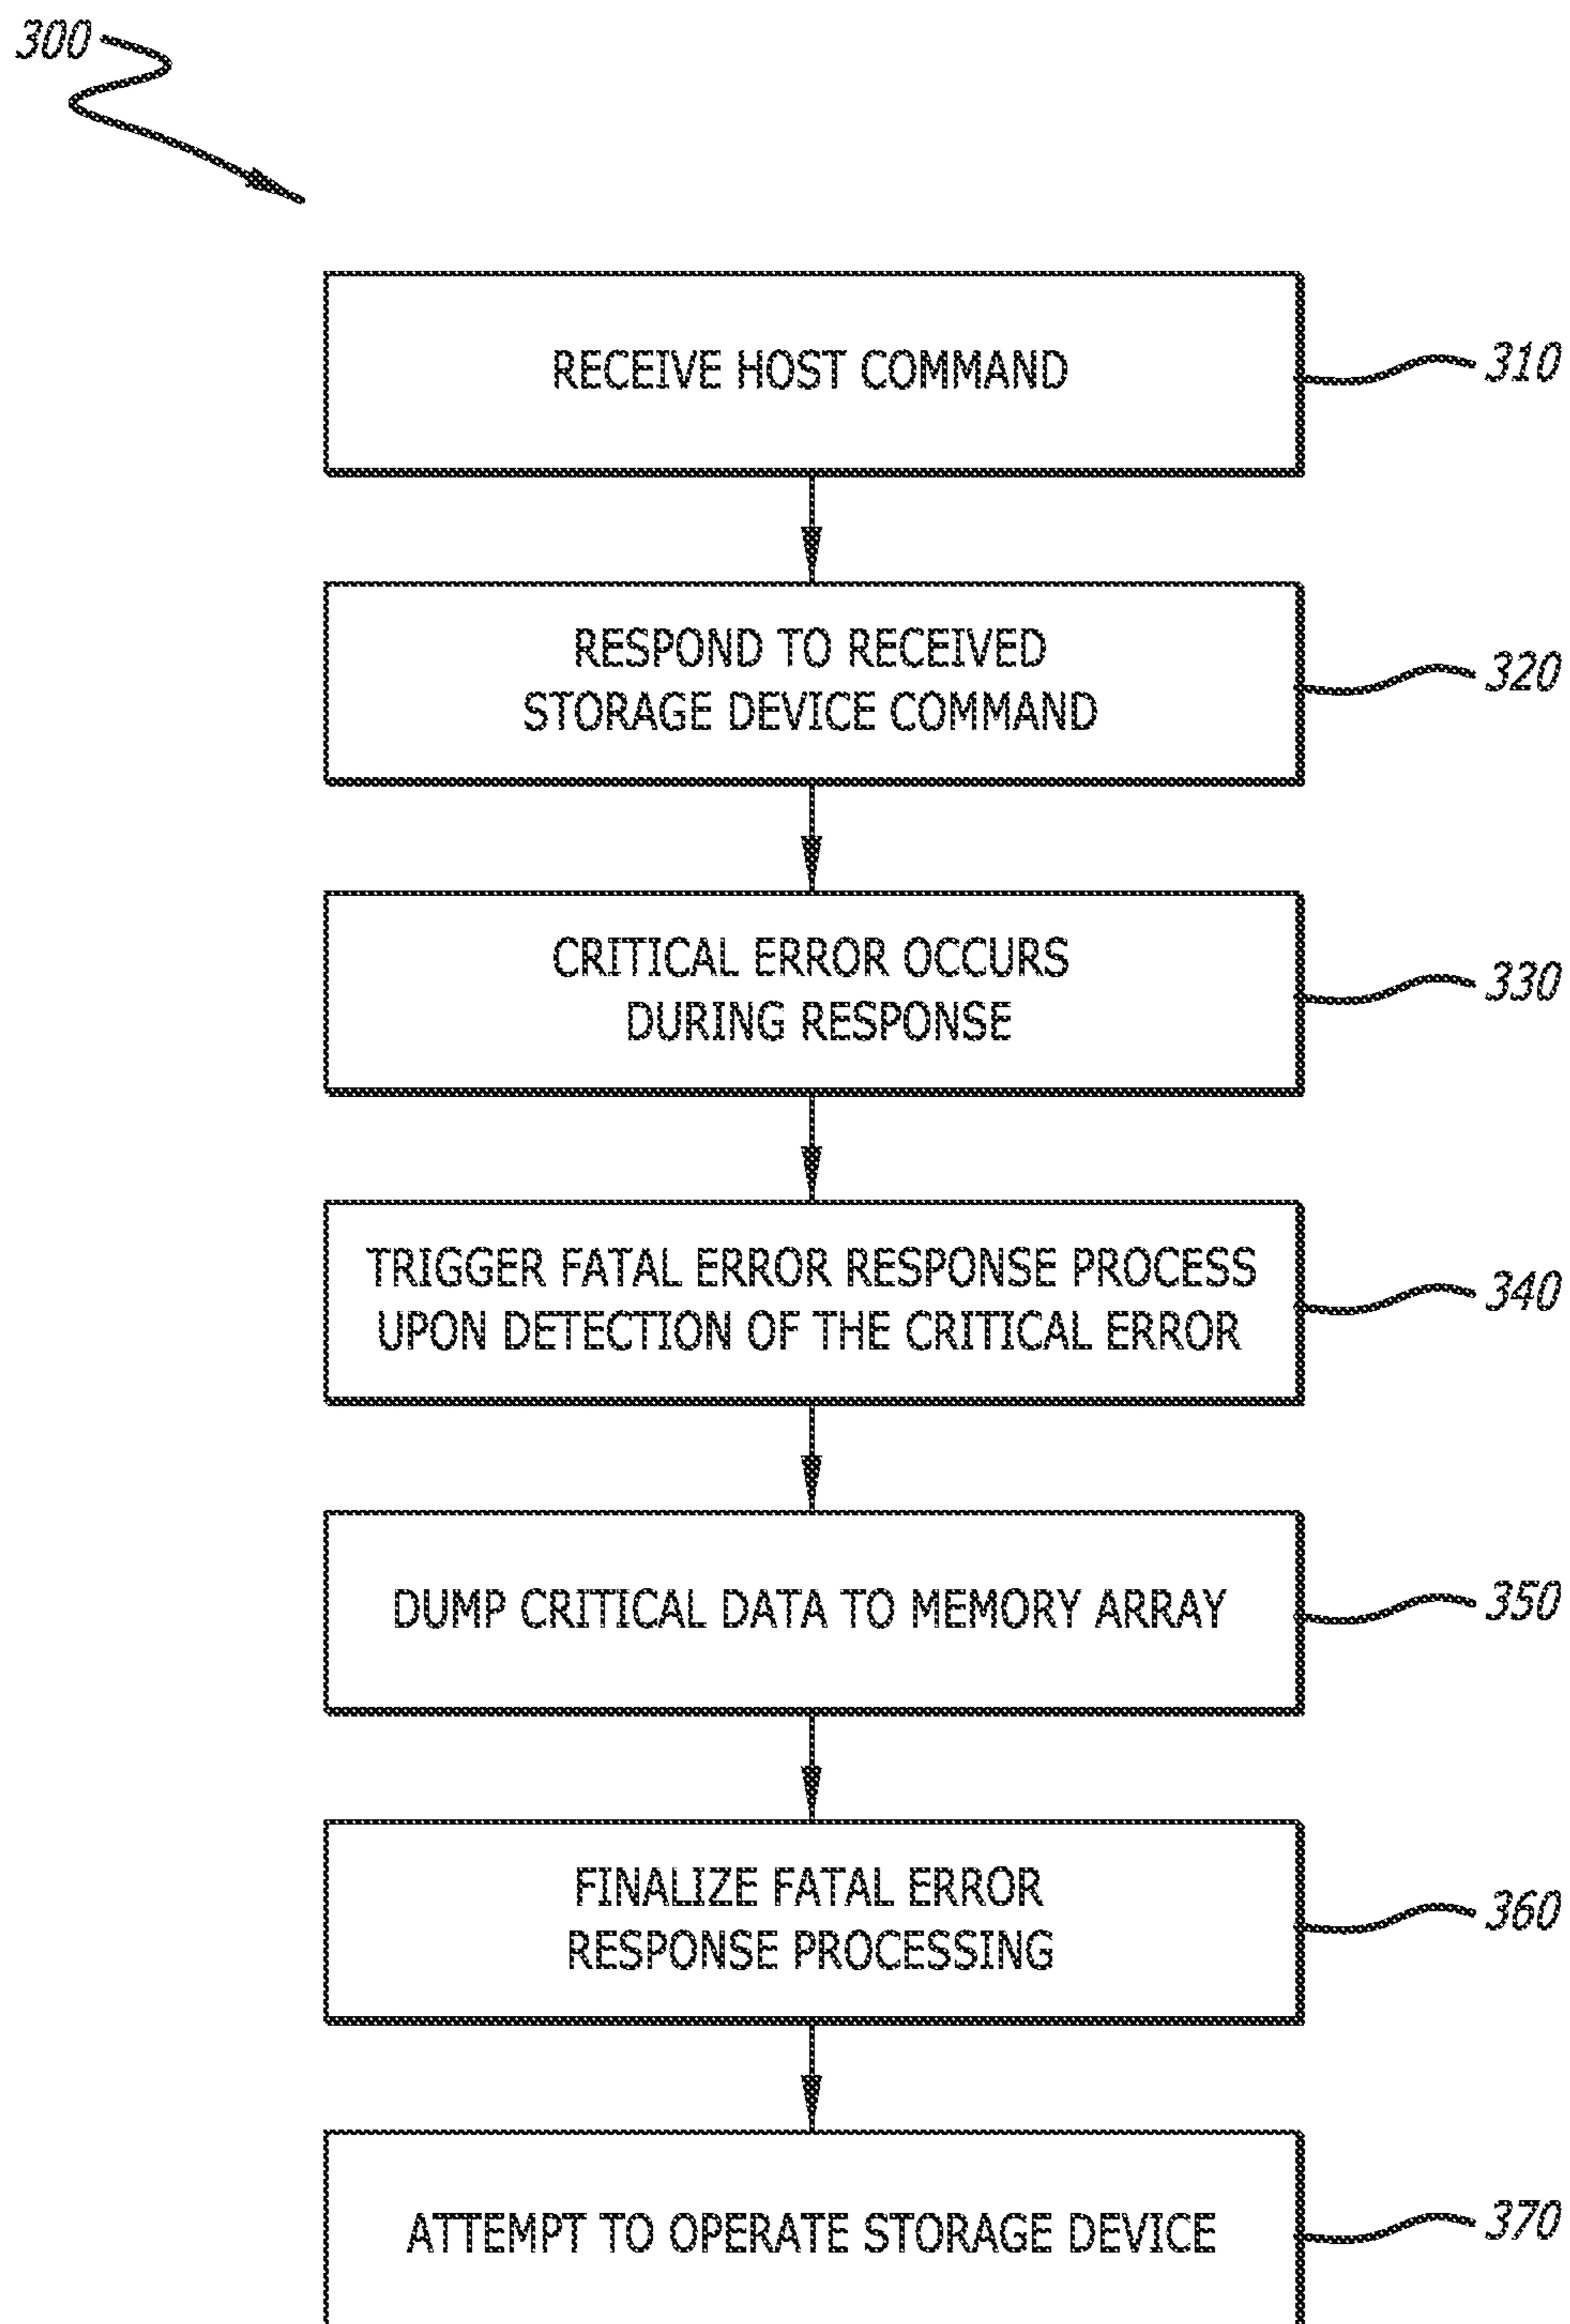 300
RECEIVE HOST COMMAND
310
RESPOND TO RECEIVED
STORAGE DEVICE COMMAND
320
CRITICAL ERROR OCCURS
DURING RESPONSE
330
TRIGGER FATAL ERROR RESPONSE PROCESS
UPON DETECTION OF THE CRITICAL ERROR
340
DUMP CRITICAL DATA TO MEMORY ARRAY
350
FINALIZE FATAL ERROR
RESPONSE PROCESSING
360
ATTEMPT TO OPERATE STORAGE DEVICE
370